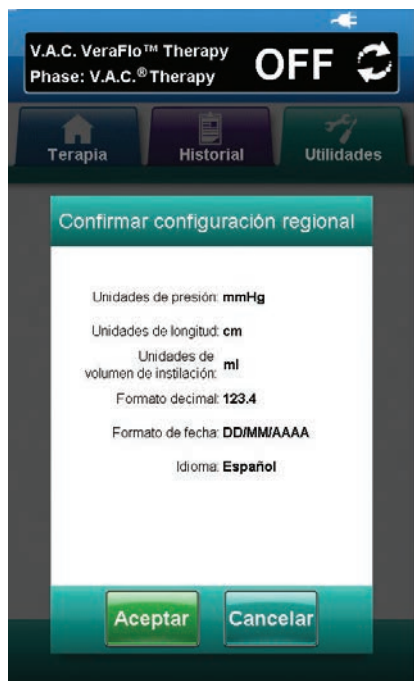 V.A.C. VeraFlo™ Therapy
Phase: V.A.C.® Therapy
OFF
Terapia
Historial
Utilidades
Confirmar configuración regional
Unidades de presión: mmHg
Unidades de longitud: cm
Unidades de
volumen de instilación: ml
Formato decimal: 123.4
Formato de fecha: DD/MM/AAAA
Idioma: Español
Aceptar
Cancelar